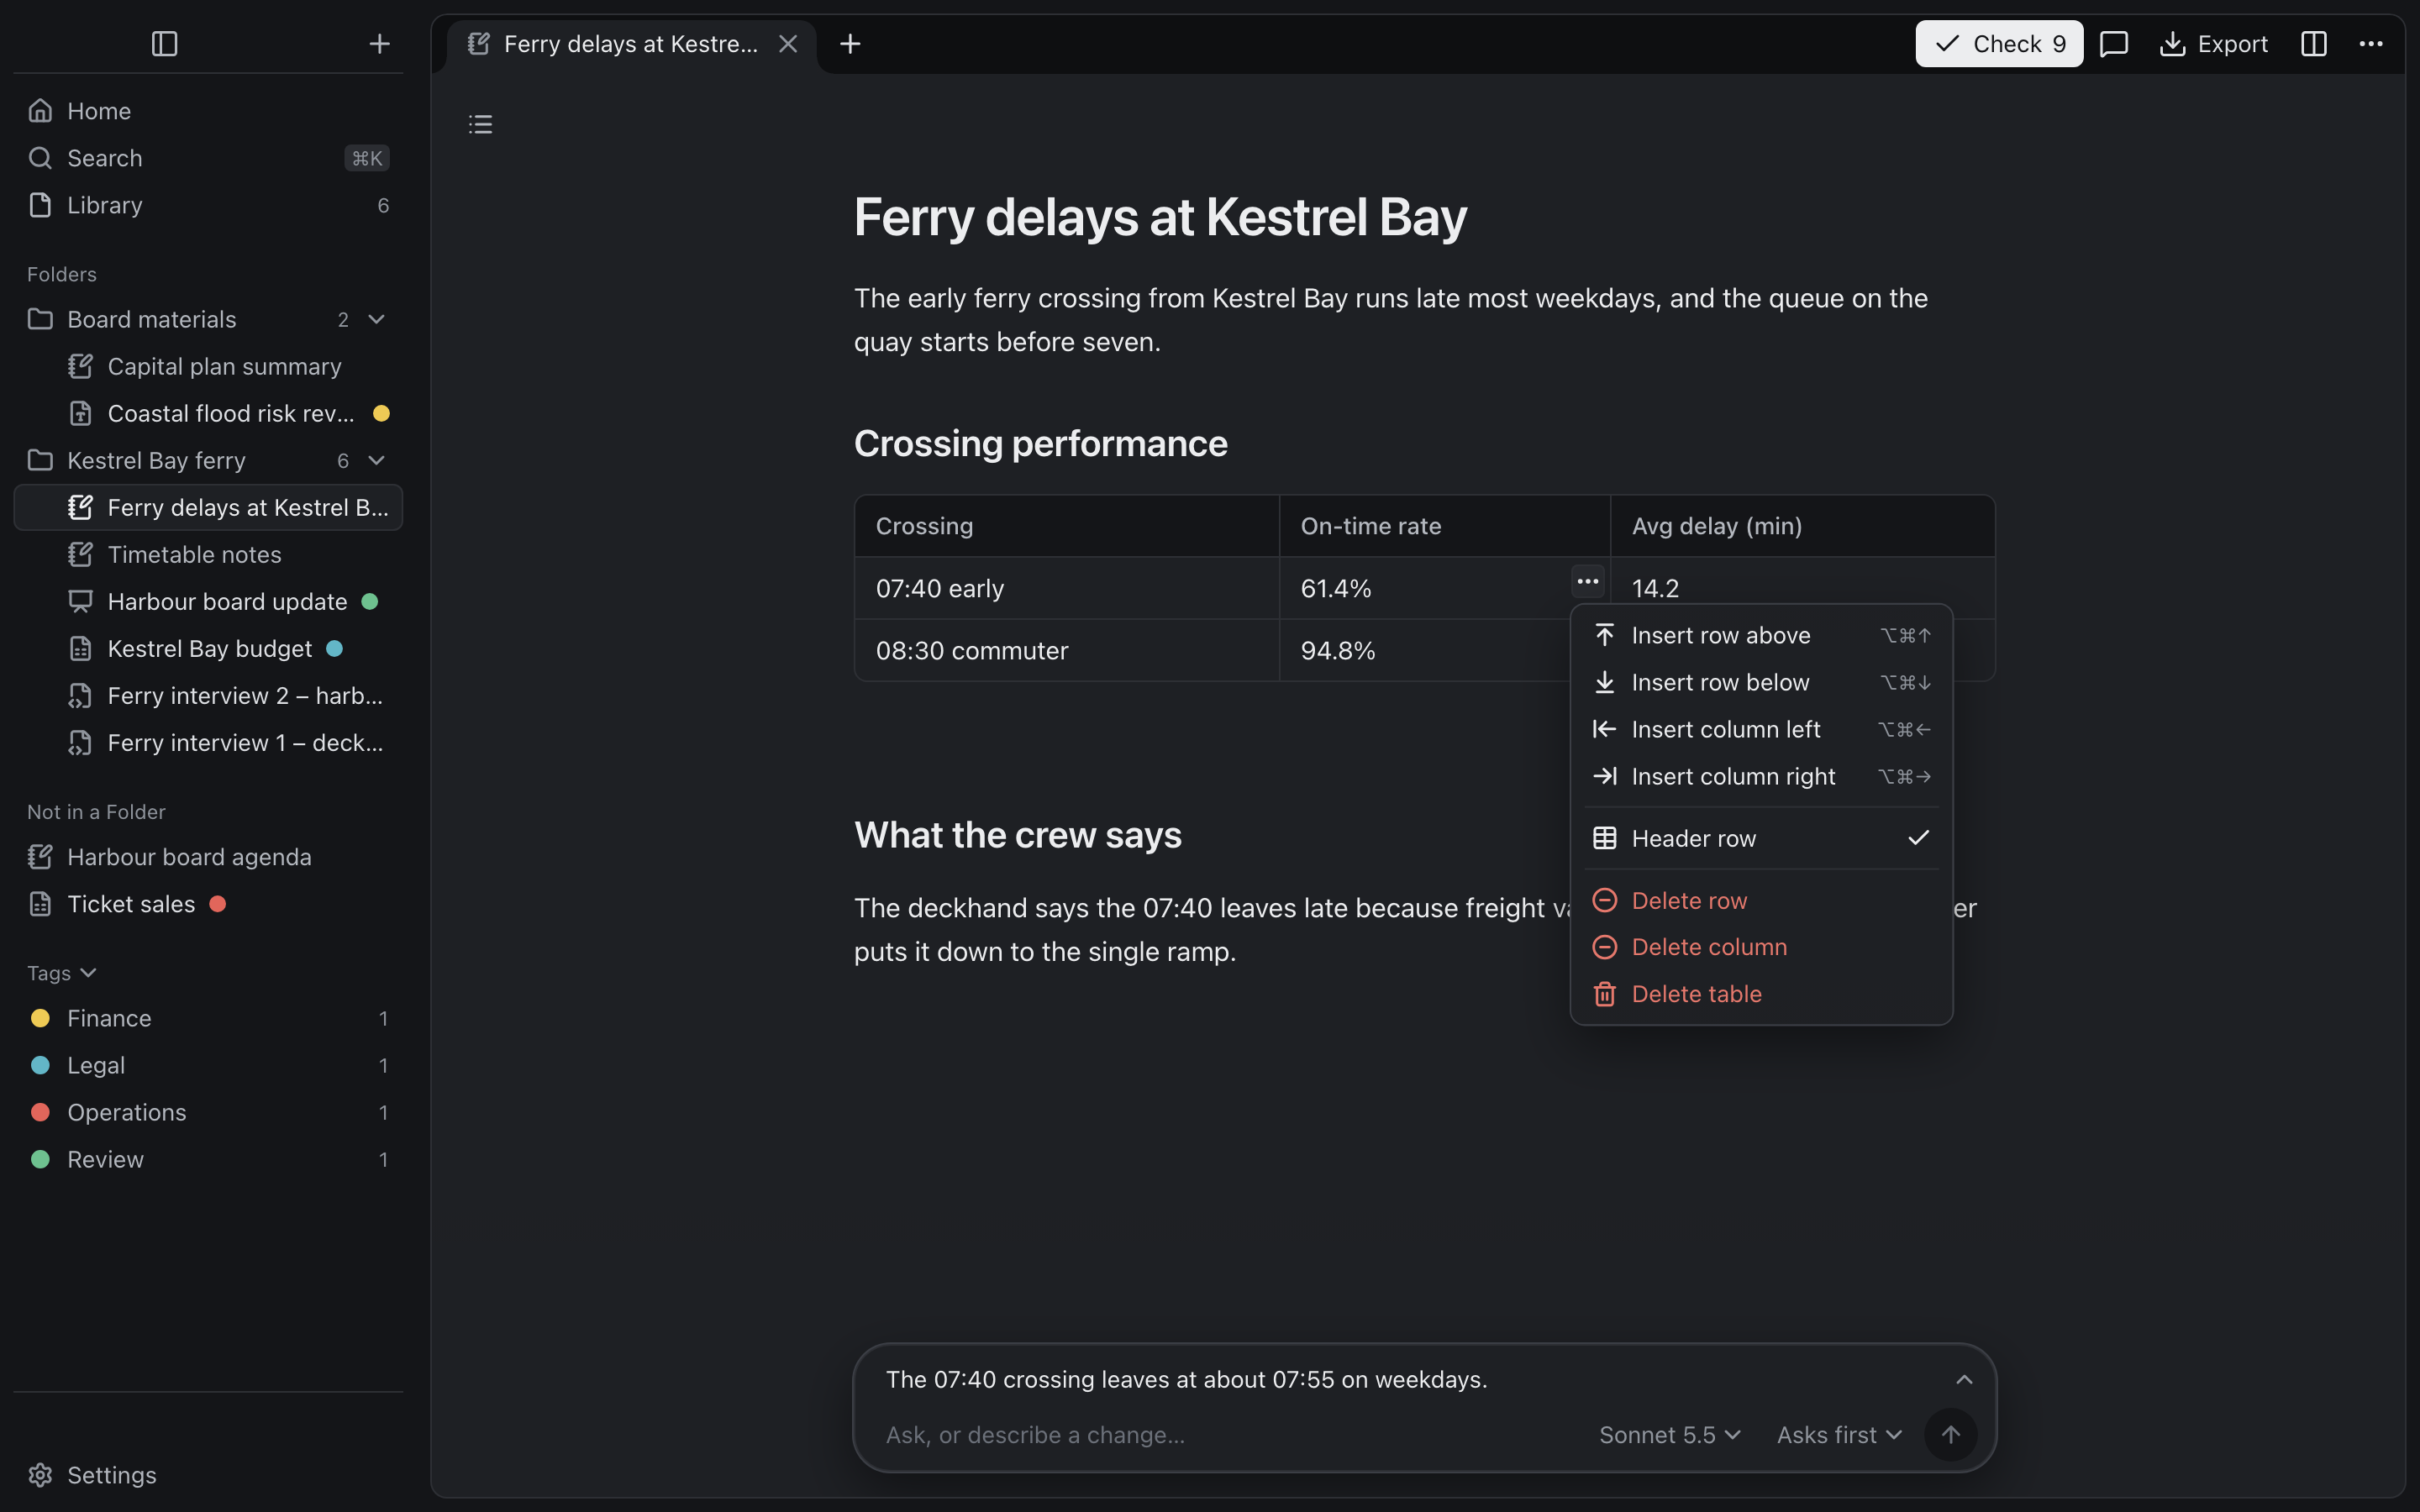 Home
Search ⌘K
Library 6
Folders
Board materials 2
Capital plan summary
Coastal flood risk rev...
Kestrel Bay ferry 6
Ferry delays at Kestrel B...
Timetable notes
Harbour board update
Kestrel Bay budget
Ferry interview 2 – harb...
Ferry interview 1 – deck...
Not in a Folder
Harbour board agenda
Ticket sales
Tags
Finance 1
Legal 1
Operations 1
Review 1
Settings
Ferry delays at Kestre...
Check 9
Export
Ferry delays at Kestrel Bay
The early ferry crossing from Kestrel Bay runs late most weekdays, and the queue on the
quay starts before seven.
Crossing performance
Crossing On-time rate Avg delay (min)
07:40 early 61.4% 14.2
08:30 commuter 94.8%
Insert row above ⌥⌘↑
Insert row below ⌥⌘↓
Insert column left ⌥⌘←
Insert column right ⌥⌘→
Header row
Delete row
Delete column
Delete table
What the crew says
The deckhand says the 07:40 leaves late because freight
puts it down to the single ramp.
The 07:40 crossing leaves at about 07:55 on weekdays.
Ask, or describe a change...
Sonnet 5.5 Asks first